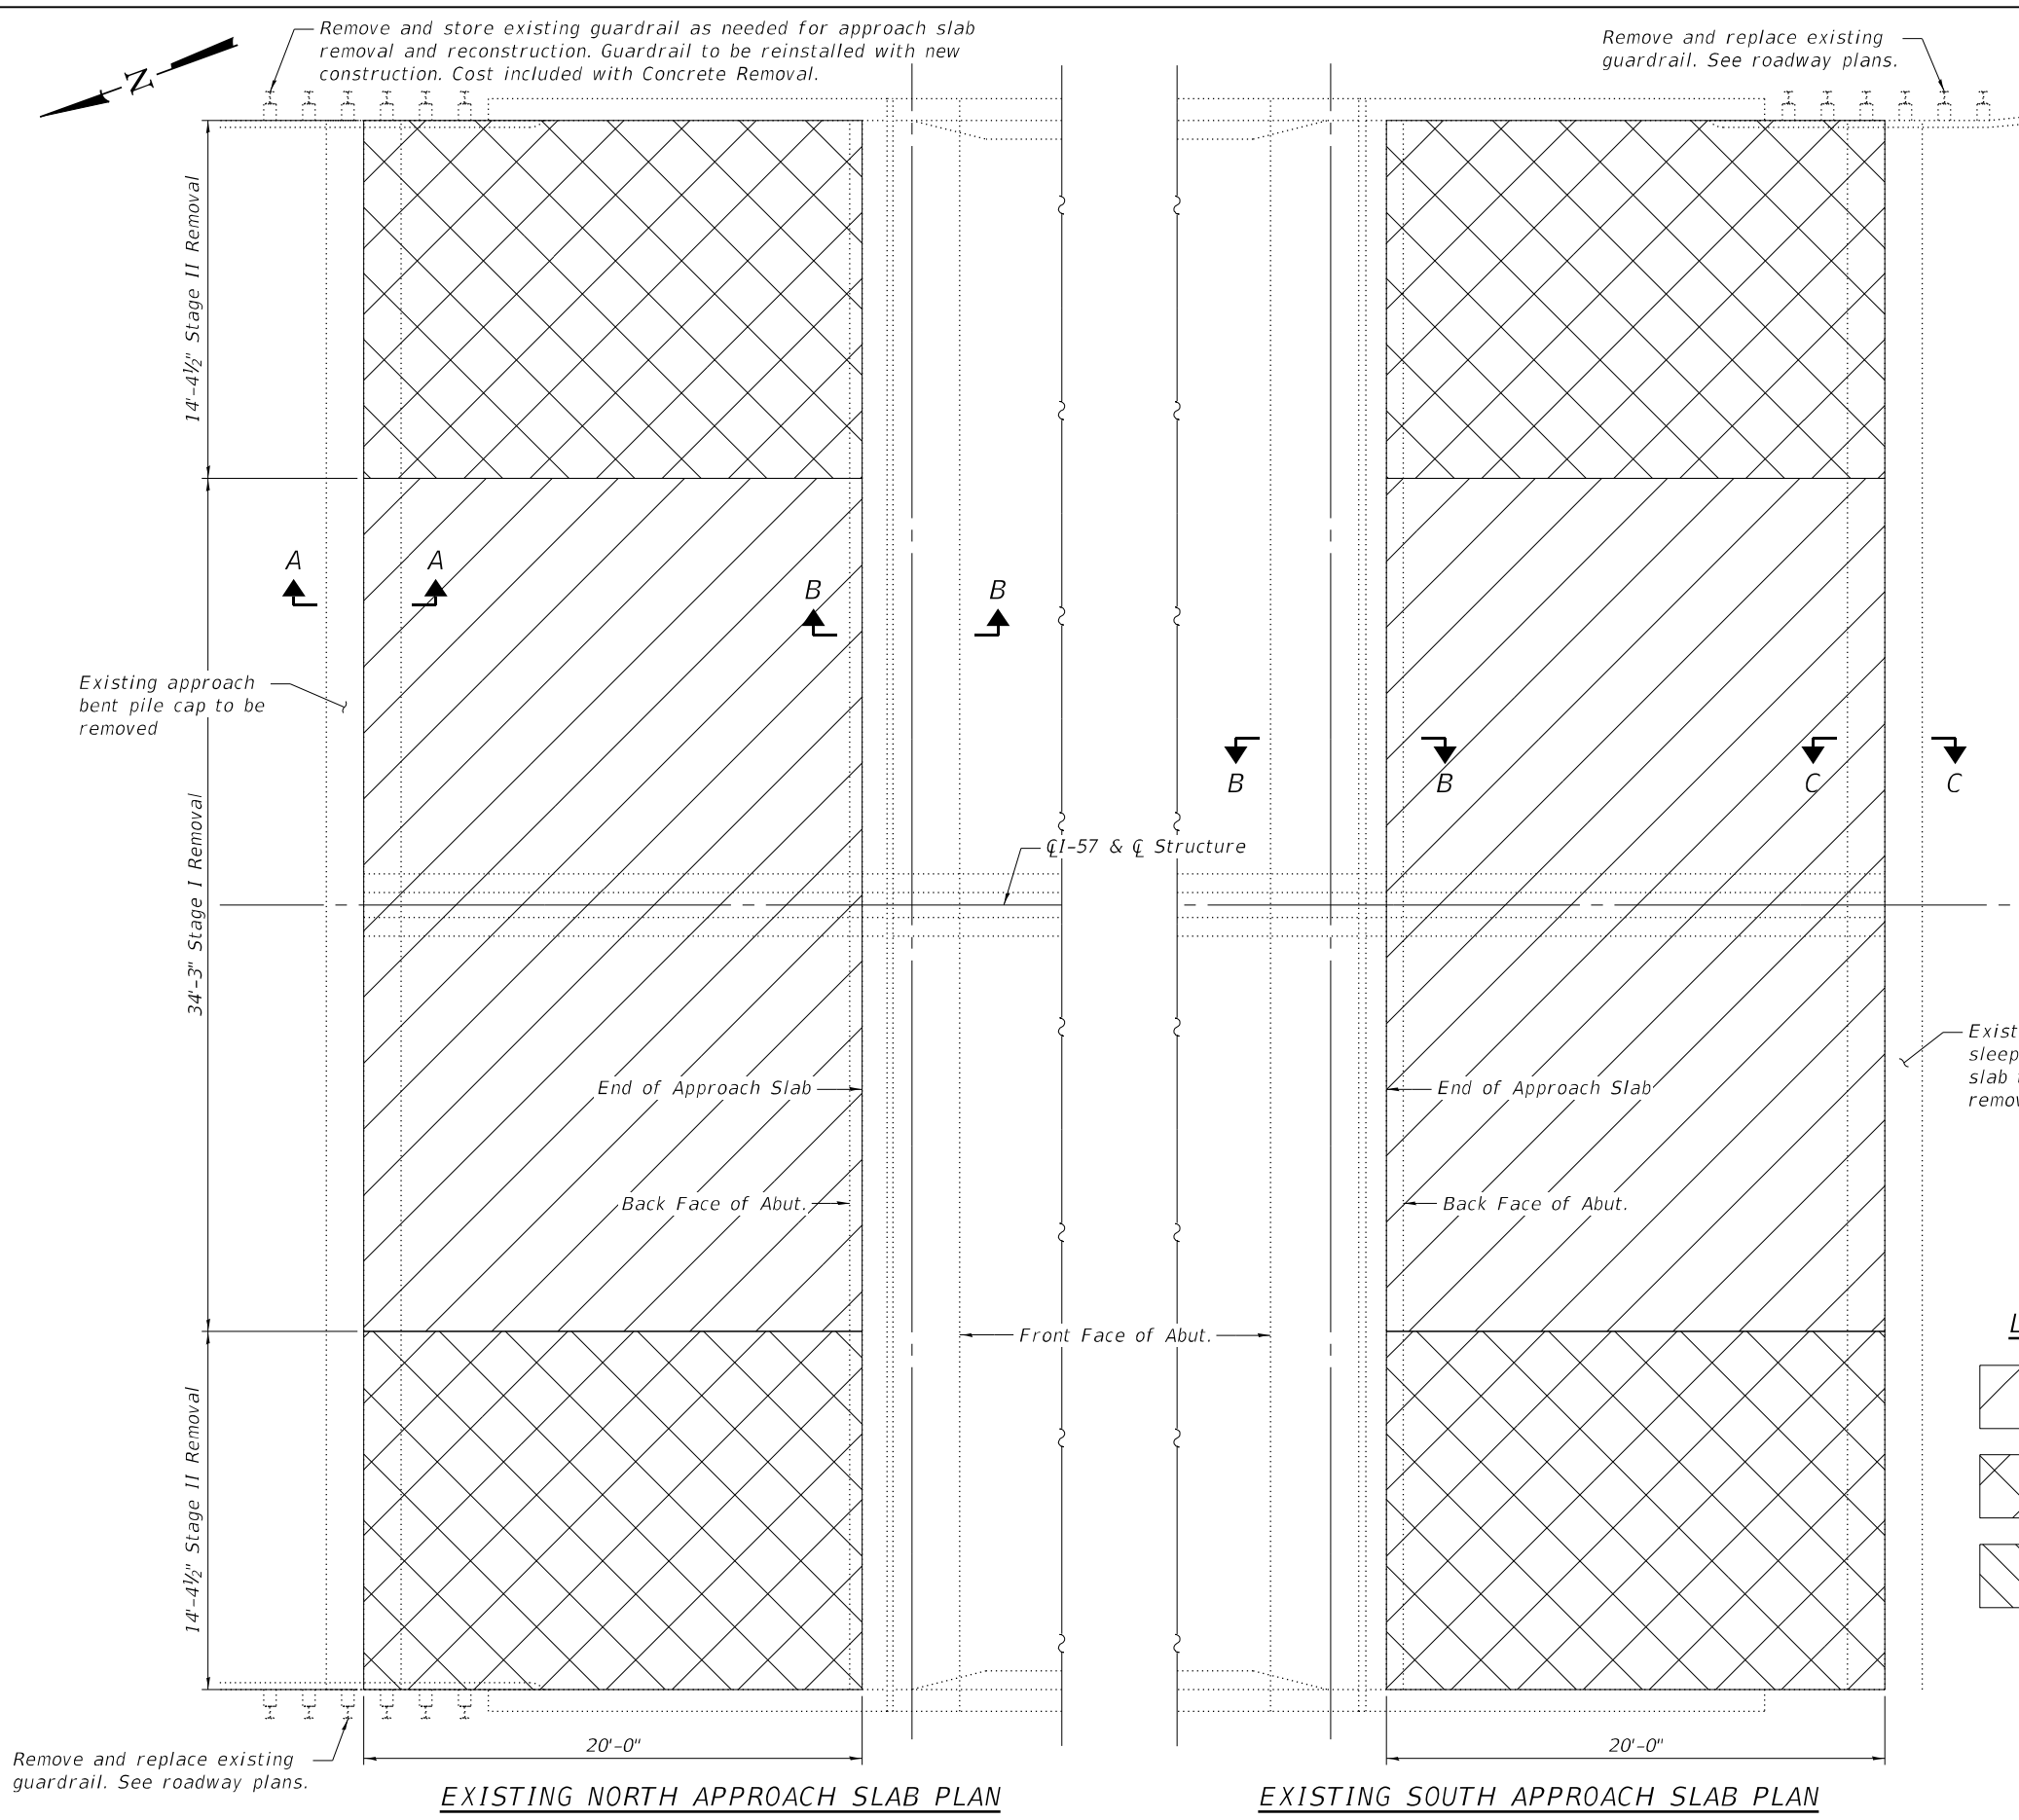 Remove and store existing guardrail as needed for approach slab
removal and reconstruction. Guardrail to be reinstalled with new
construction. Cost included with Concrete Removal.
Remove and replace existing
guardrail. See roadway plans.
N
14'-4½" Stage II Removal
A
A
B
B
Existing approach
bent pile cap to be
removed
B
B
C
C
34'-3" Stage I Removal
℄ I-57 & ℄ Structure
End of Approach Slab
End of Approach Slab
Exist
sleep
slab
remov
Back Face of Abut.
Back Face of Abut.
Front Face of Abut.
L
14'-4½" Stage II Removal
20'-0"
20'-0"
Remove and replace existing
guardrail. See roadway plans.
EXISTING NORTH APPROACH SLAB PLAN
EXISTING SOUTH APPROACH SLAB PLAN